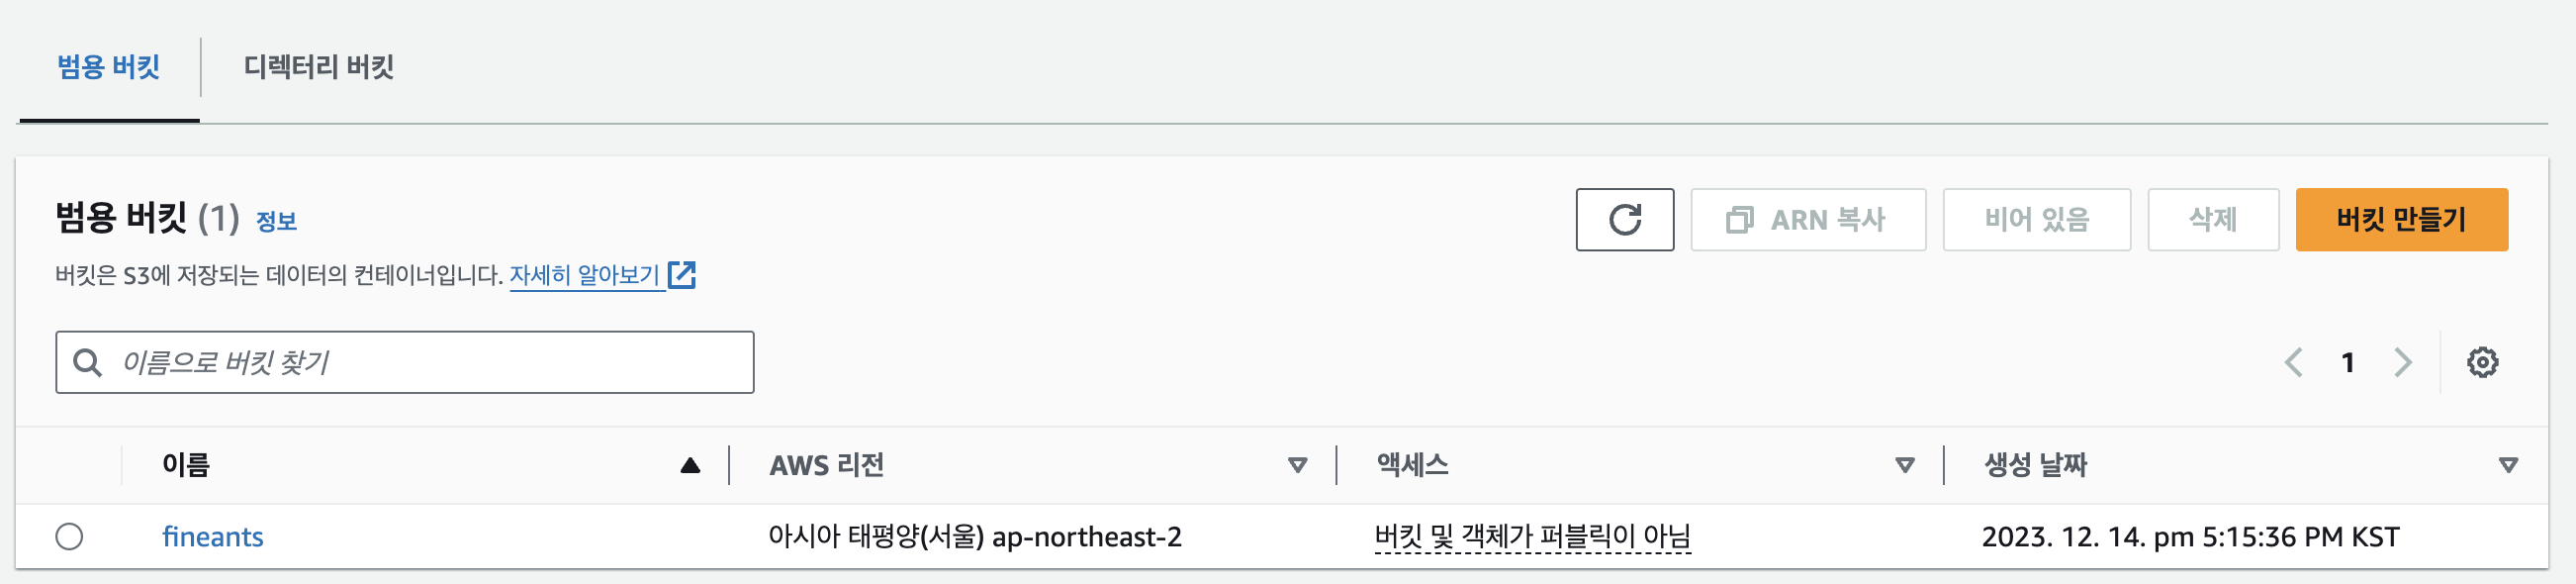 범용 버킷 디렉터리 버킷
범용 버킷 (1) 정보
ARN 복사 비어 있음 삭제 버킷 만들기
버킷은 S3에 저장되는 데이터의 컨테이너입니다. 자세히 알아보기
이름으로 버킷 찾기 1
이름 AWS 리전 액세스 생성 날짜
fineants 아시아 태평양(서울) ap-northeast-2 버킷 및 객체가 퍼블릭이 아님 2023. 12. 14. pm 5:15:36 PM KST